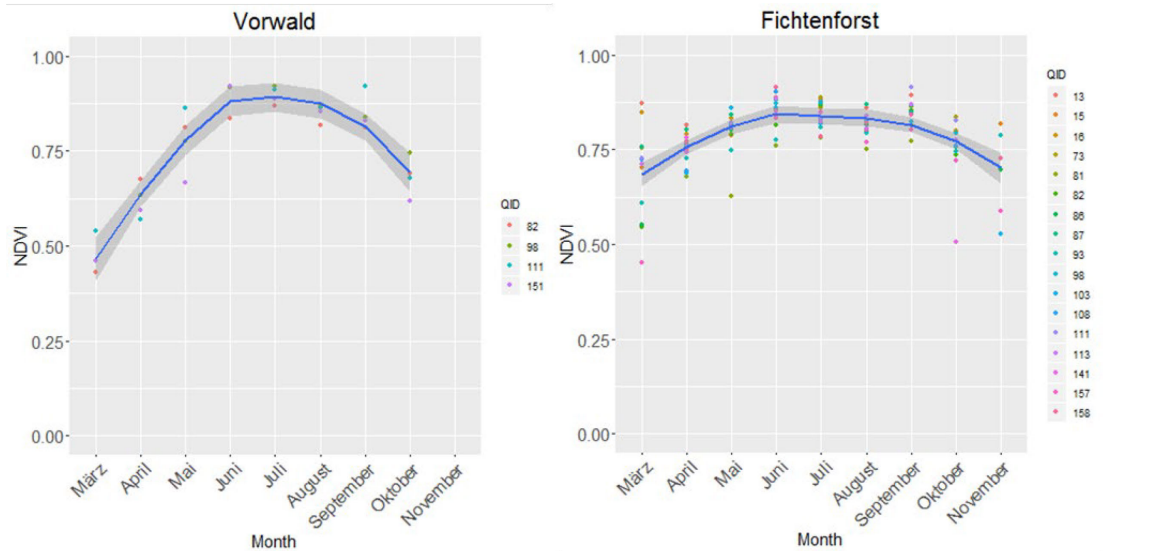 Vorwald
1.00
0.75
0.50
0.25
0.00
NDVI
März
April
Mai
Juni
Juli
August
September
Oktober
November
Month
QID
82
98
111
151
Fichtenforst
1.00
0.75
0.50
0.25
0.00
NDVI
März
April
Mai
Juni
Juli
August
September
Oktober
November
Month
QID
13
15
16
73
81
82
86
87
93
98
103
108
111
113
141
157
158